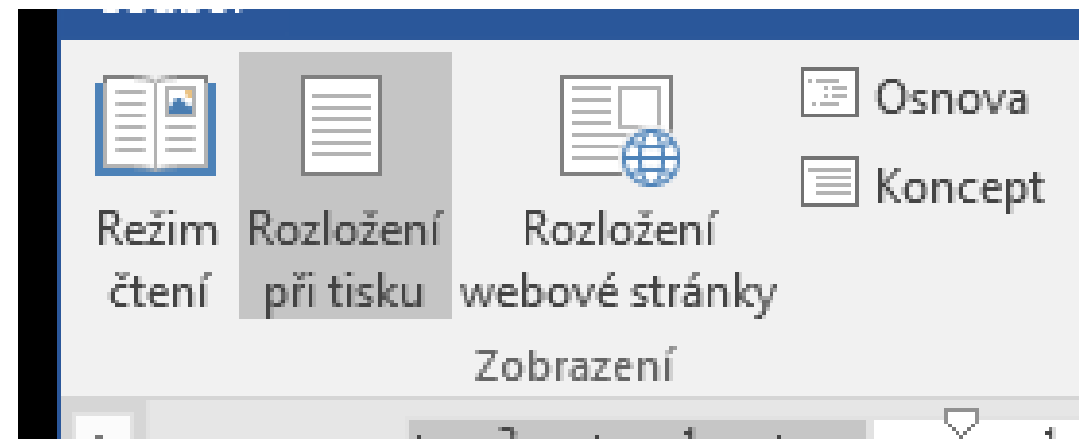 Režim čtení
Rozložení při tisku
Rozložení webové stránky
Osnova
Koncept
Zobrazení